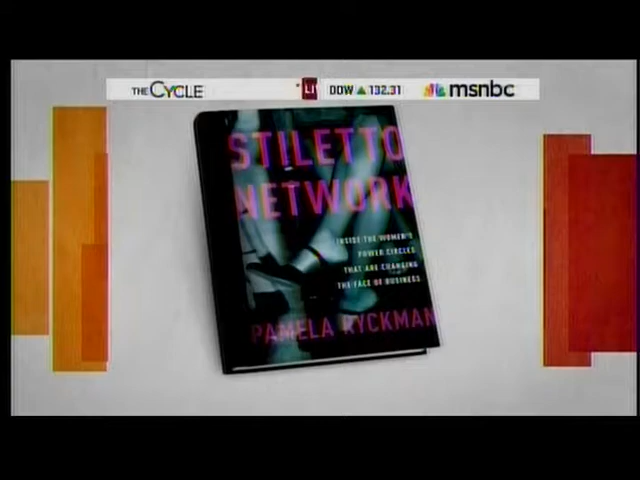 THE CYCLE
LI
DOW ▲ 132.31
msnbc
STILETTO
NETWORK
INSIDE THE WOMEN'S
POWER CIRCLES
THAT ARE CHANGING
THE FACE OF BUSINESS
PAMELA RYCKMAN